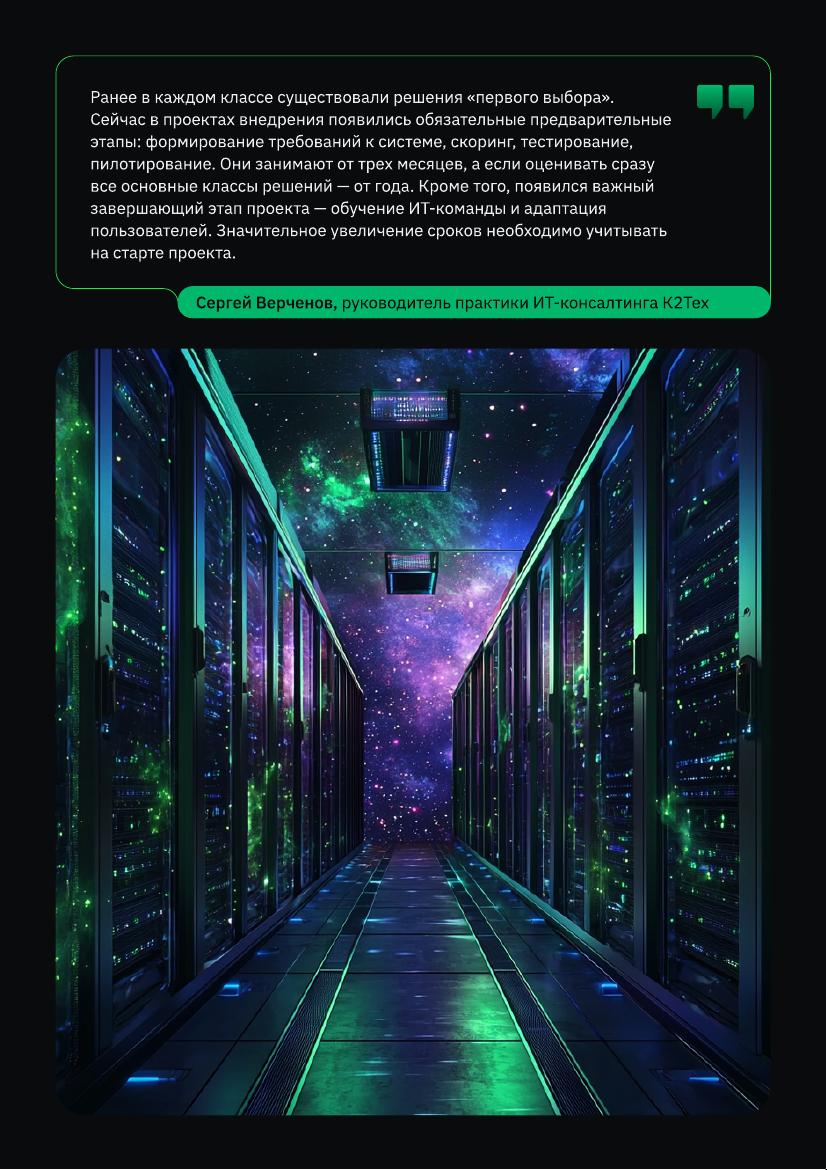 Ранее в каждом классе существовали решения «первого выбора».
Сейчас в проектах внедрения появились обязательные предварительные
этапы: формирование требований к системе, скоринг, тестирование,
пилотирование. Они занимают от трех месяцев, а если оценивать сразу
все основные классы решений — от года. Кроме того, появился важный
завершающий этап проекта — обучение ИТ-команды и адаптация
пользователей. Значительное увеличение сроков необходимо учитывать
на старте проекта.
Сергей Верченов, руководитель практики ИТ-консалтинга К2Тех